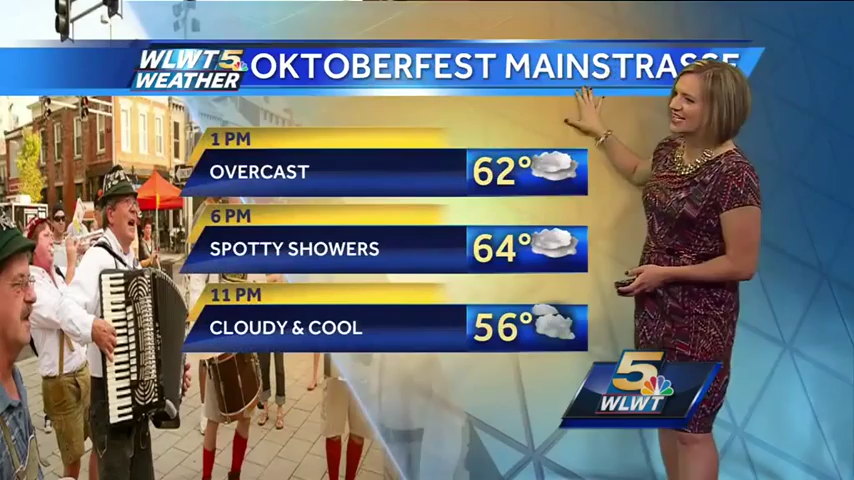 WLWT 5
WEATHER
OKTOBERFEST MAINSTRASSE
1 PM
OVERCAST
62°
6 PM
SPOTTY SHOWERS
64°
11 PM
CLOUDY & COOL
56°
5
WLWT